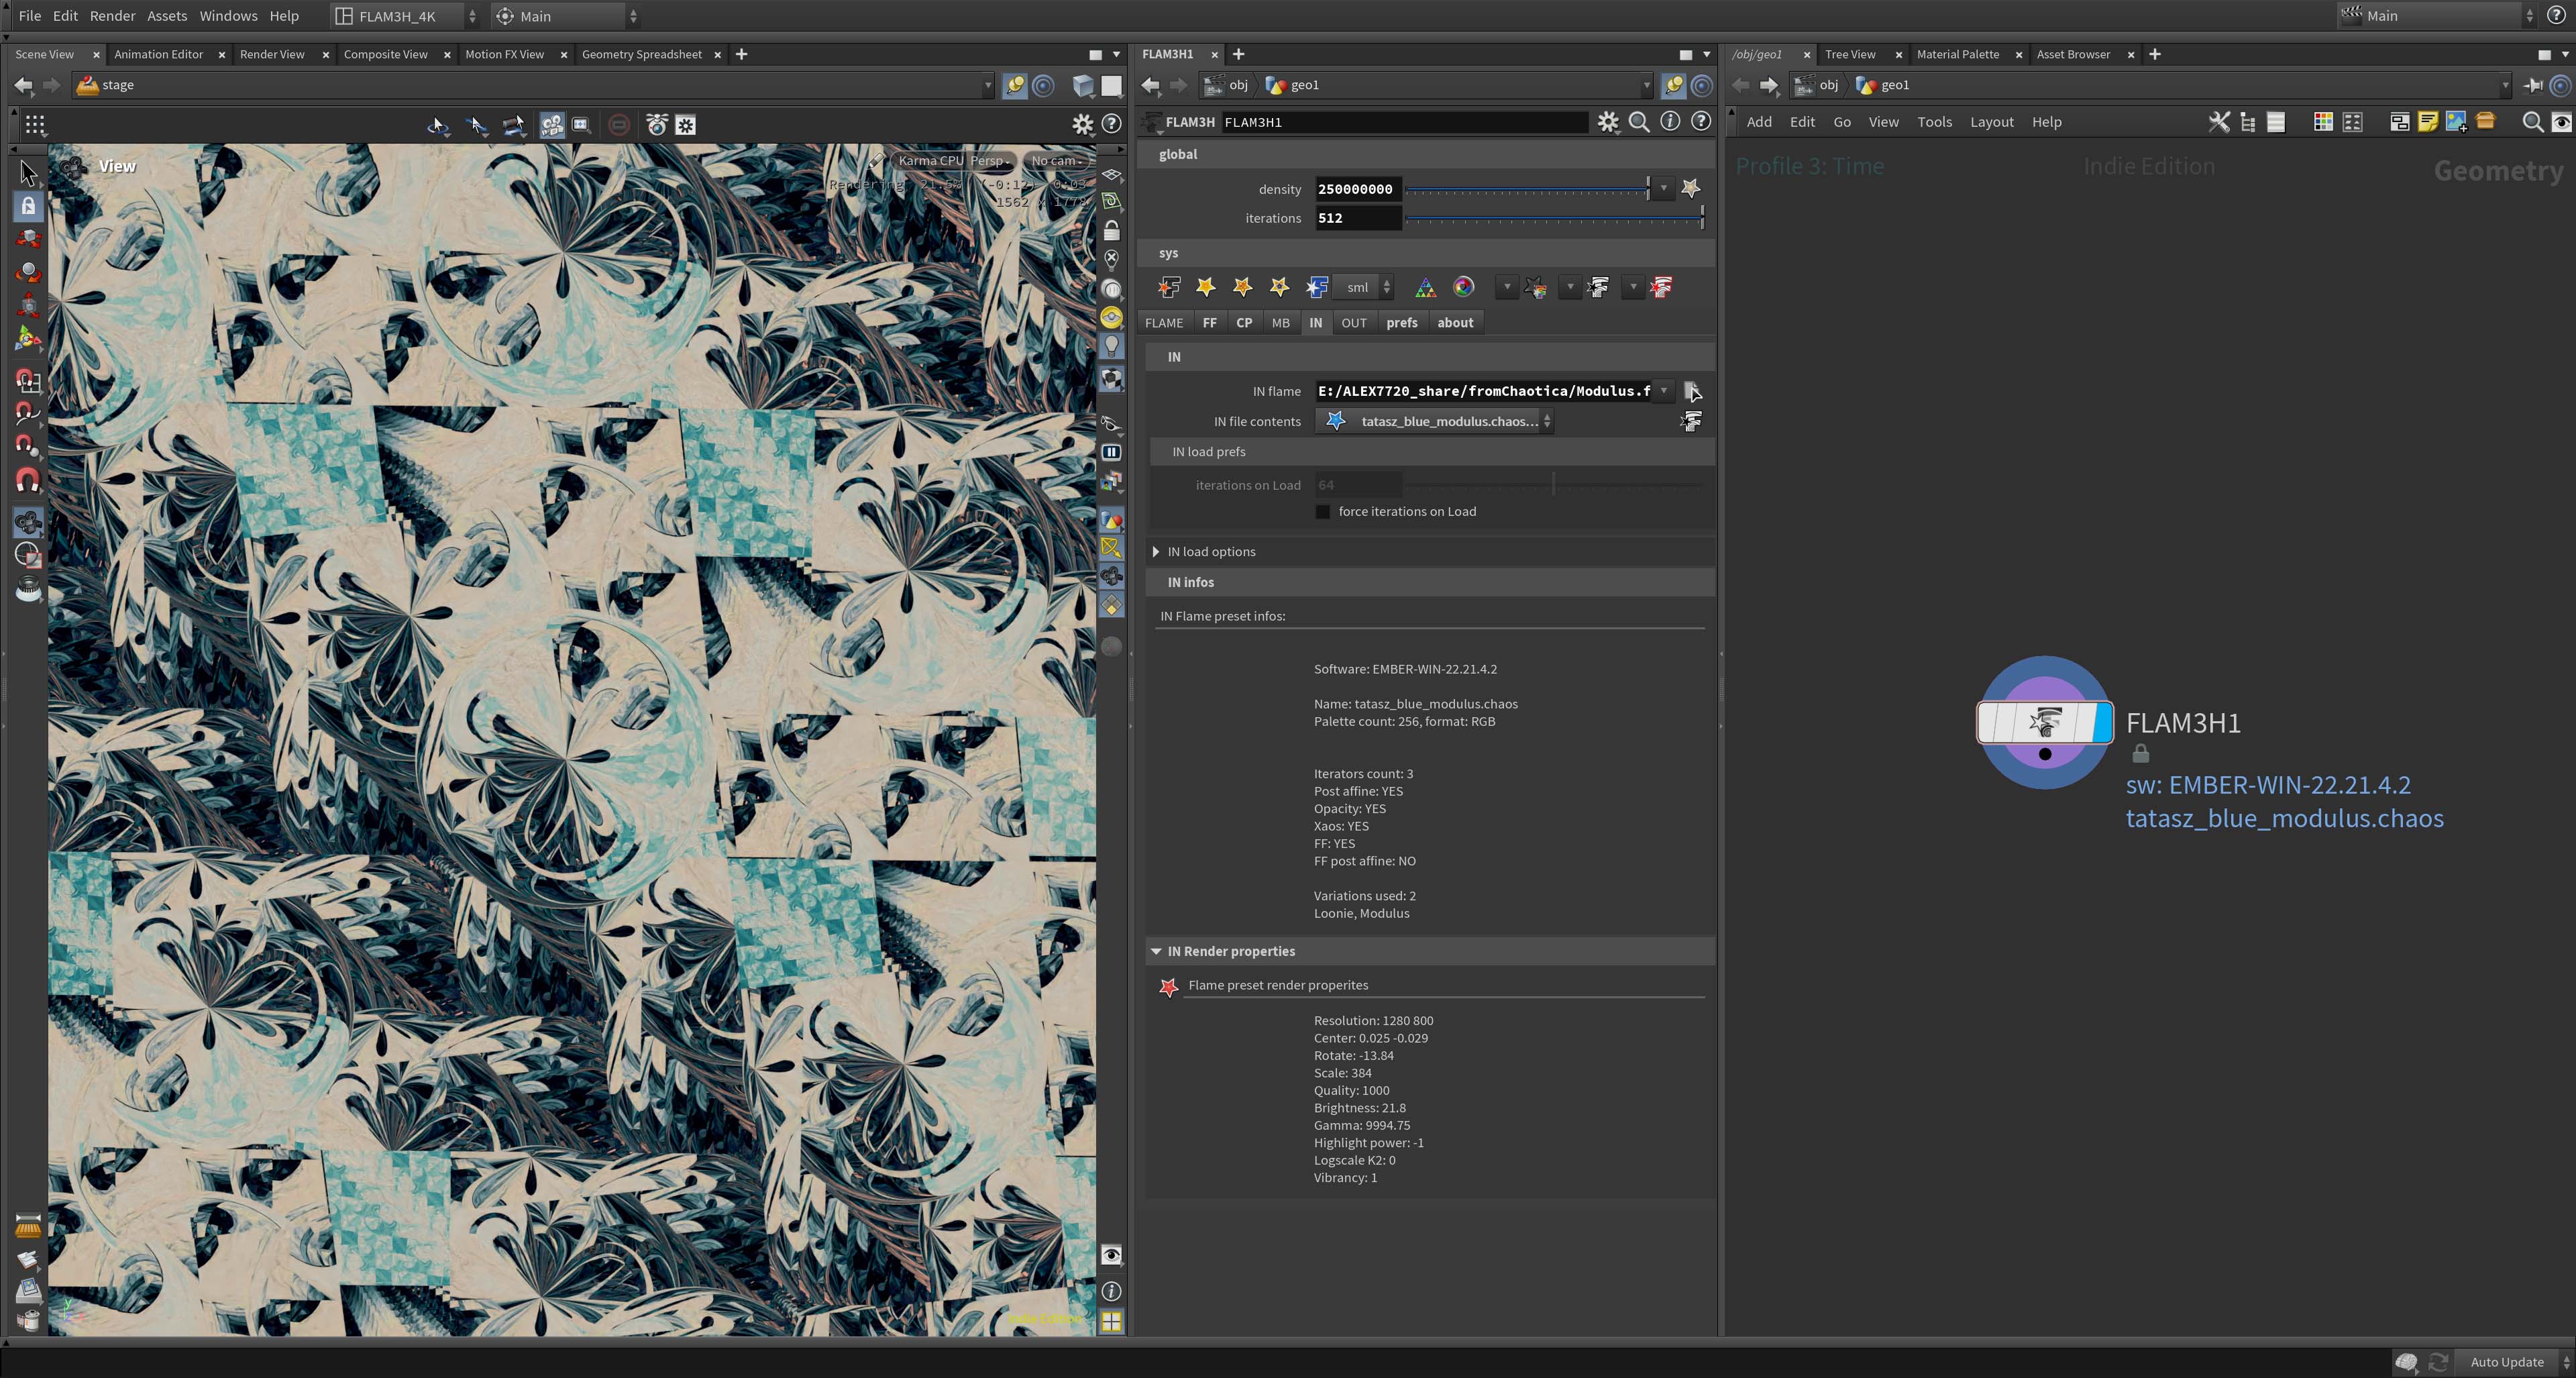 File Edit Render Assets Windows Help FLAM3H_4K Main Main
Scene View Animation Editor Render View Composite View Motion FX View Geometry Spreadsheet
stage
View
Karma CPU Persp No cam
Rendering 21.5% (-0:12) 0:03
1562 x 1778
Indie Edition
FLAM3H1
obj geo1
FLAM3H FLAM3H1
global
density 250000000
iterations 512
sys
sml
FLAME FF CP MB IN OUT prefs about
IN
IN flame E:/ALEX7720_share/fromChaotica/Modulus.f
IN file contents tatasz_blue_modulus.chaos...
IN load prefs
iterations on Load 64
force iterations on Load
IN load options
IN infos
IN Flame preset infos:
Software: EMBER-WIN-22.21.4.2
Name: tatasz_blue_modulus.chaos
Palette count: 256, format: RGB
Iterators count: 3
Post affine: YES
Opacity: YES
Xaos: YES
FF: YES
FF post affine: NO
Variations used: 2
Loonie, Modulus
IN Render properties
Flame preset render properites
Resolution: 1280 800
Center: 0.025 -0.029
Rotate: -13.84
Scale: 384
Quality: 1000
Brightness: 21.8
Gamma: 9994.75
Highlight power: -1
Logscale K2: 0
Vibrancy: 1
/obj/geo1 Tree View Material Palette Asset Browser
obj geo1
Add Edit Go View Tools Layout Help
Profile 3: Time Indie Edition Geometry
FLAM3H1
sw: EMBER-WIN-22.21.4.2
tatasz_blue_modulus.chaos
Auto Update